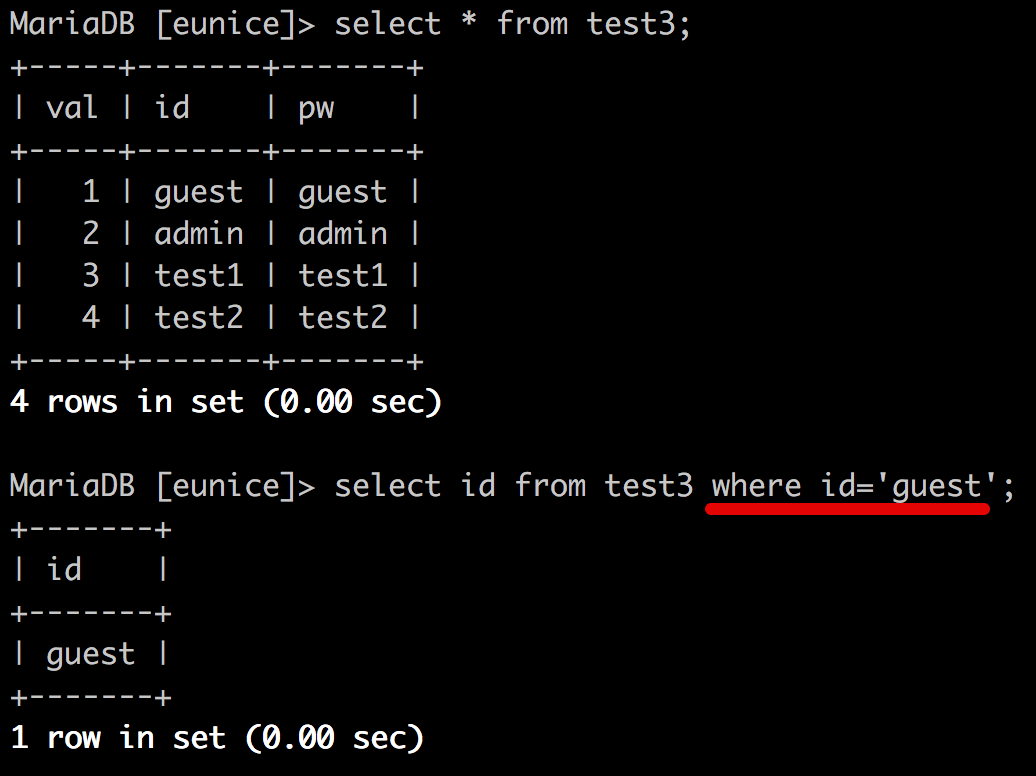 MariaDB [eunice]> select * from test3;
+-----+-------+-------+
| val | id    | pw    |
+-----+-------+-------+
|   1 | guest | guest |
|   2 | admin | admin |
|   3 | test1 | test1 |
|   4 | test2 | test2 |
+-----+-------+-------+
4 rows in set (0.00 sec)
MariaDB [eunice]> select id from test3 where id='guest';
+-------+
| id    |
+-------+
| guest |
+-------+
1 row in set (0.00 sec)